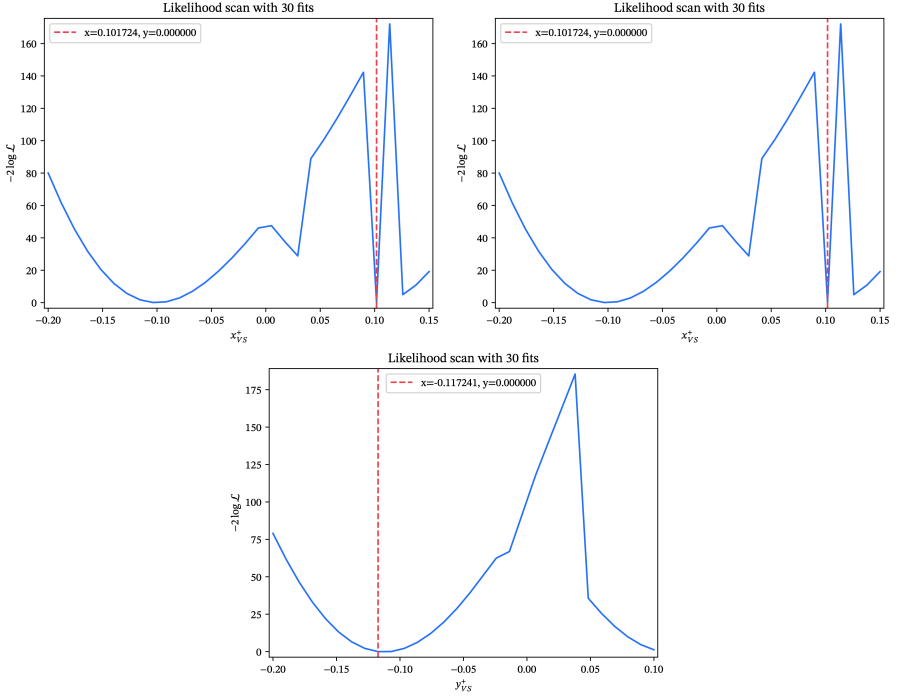 Likelihood scan with 30 fits
x=0.101724, y=0.000000
−2 log ℒ
160
140
120
100
80
60
40
20
0
−0.20 −0.15 −0.10 −0.05 0.00 0.05 0.10 0.15
x⁺_VS
Likelihood scan with 30 fits
x=0.101724, y=0.000000
−2 log ℒ
160
140
120
100
80
60
40
20
0
−0.20 −0.15 −0.10 −0.05 0.00 0.05 0.10 0.15
x⁺_VS
Likelihood scan with 30 fits
x=-0.117241, y=0.000000
−2 log ℒ
175
150
125
100
75
50
25
0
−0.20 −0.15 −0.10 −0.05 0.00 0.05 0.10
y⁺_VS